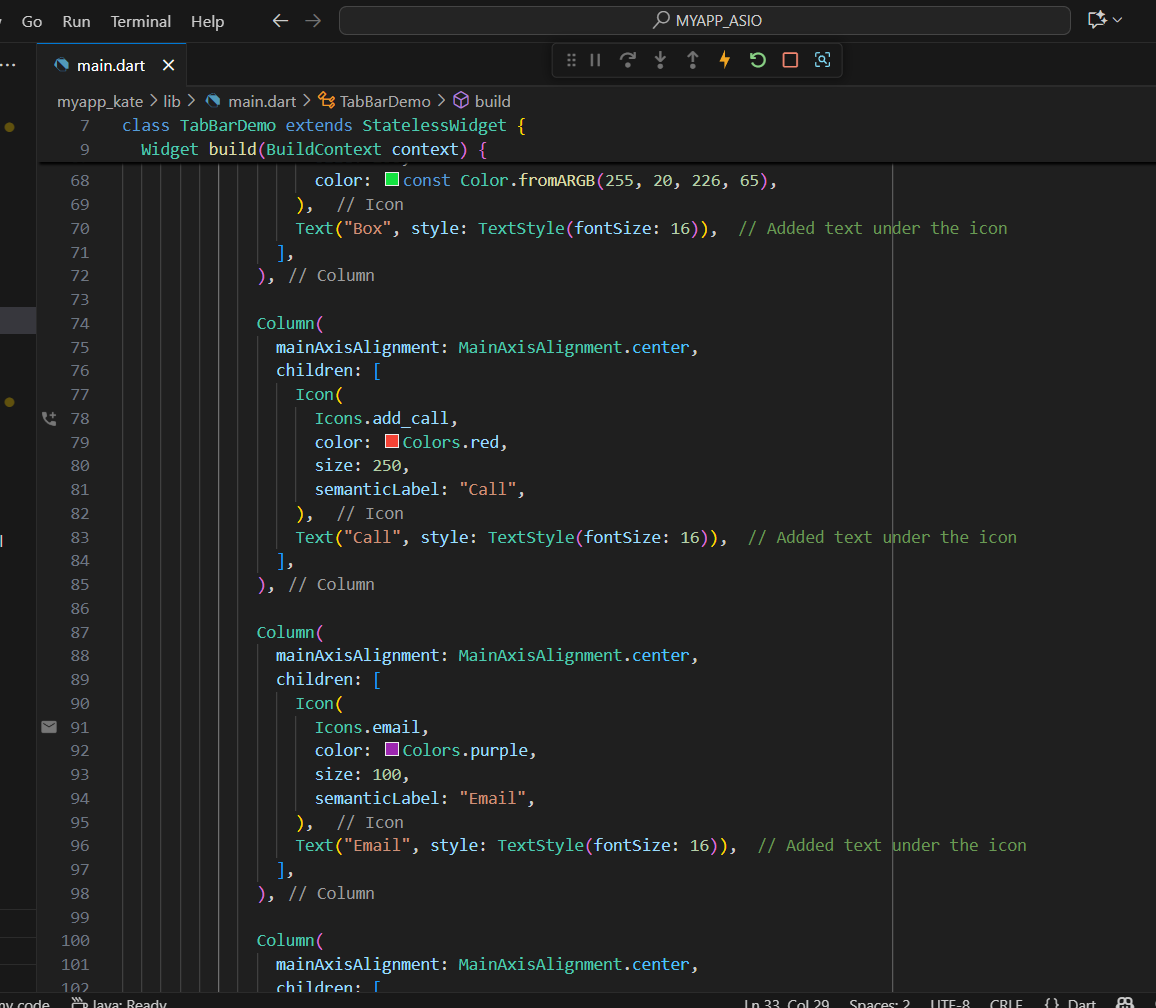 Go Run Terminal Help MYAPP_ASIO
main.dart
myapp_kate > lib > main.dart > TabBarDemo > build
7 class TabBarDemo extends StatelessWidget {
9 Widget build(BuildContext context) {
68 color: const Color.fromARGB(255, 20, 226, 65),
69 ), // Icon
70 Text("Box", style: TextStyle(fontSize: 16)), // Added text under the icon
71 ],
72 ), // Column
73
74 Column(
75 mainAxisAlignment: MainAxisAlignment.center,
76 children: [
77 Icon(
78 Icons.add_call,
79 color: Colors.red,
80 size: 250,
81 semanticLabel: "Call",
82 ), // Icon
83 Text("Call", style: TextStyle(fontSize: 16)), // Added text under the icon
84 ],
85 ), // Column
86
87 Column(
88 mainAxisAlignment: MainAxisAlignment.center,
89 children: [
90 Icon(
91 Icons.email,
92 color: Colors.purple,
93 size: 100,
94 semanticLabel: "Email",
95 ), // Icon
96 Text("Email", style: TextStyle(fontSize: 16)), // Added text under the icon
97 ],
98 ), // Column
99
100 Column(
101 mainAxisAlignment: MainAxisAlignment.center,
102 children: [
code Java: Ready Ln 33, Col 29 Spaces: 2 UTF-8 CRLF {} Dart